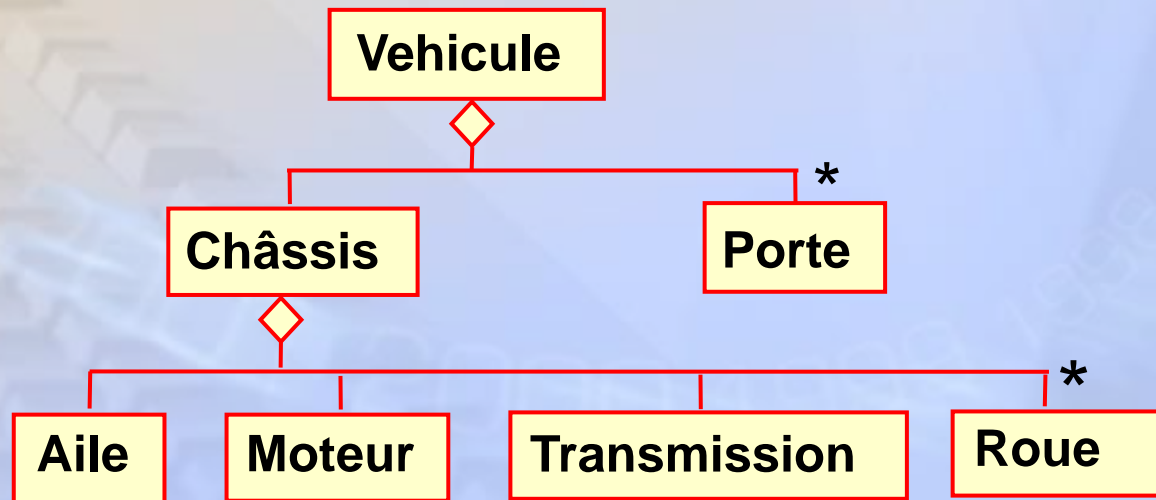 Vehicule
*
Châssis
Porte
*
Aile
Moteur
Transmission
Roue